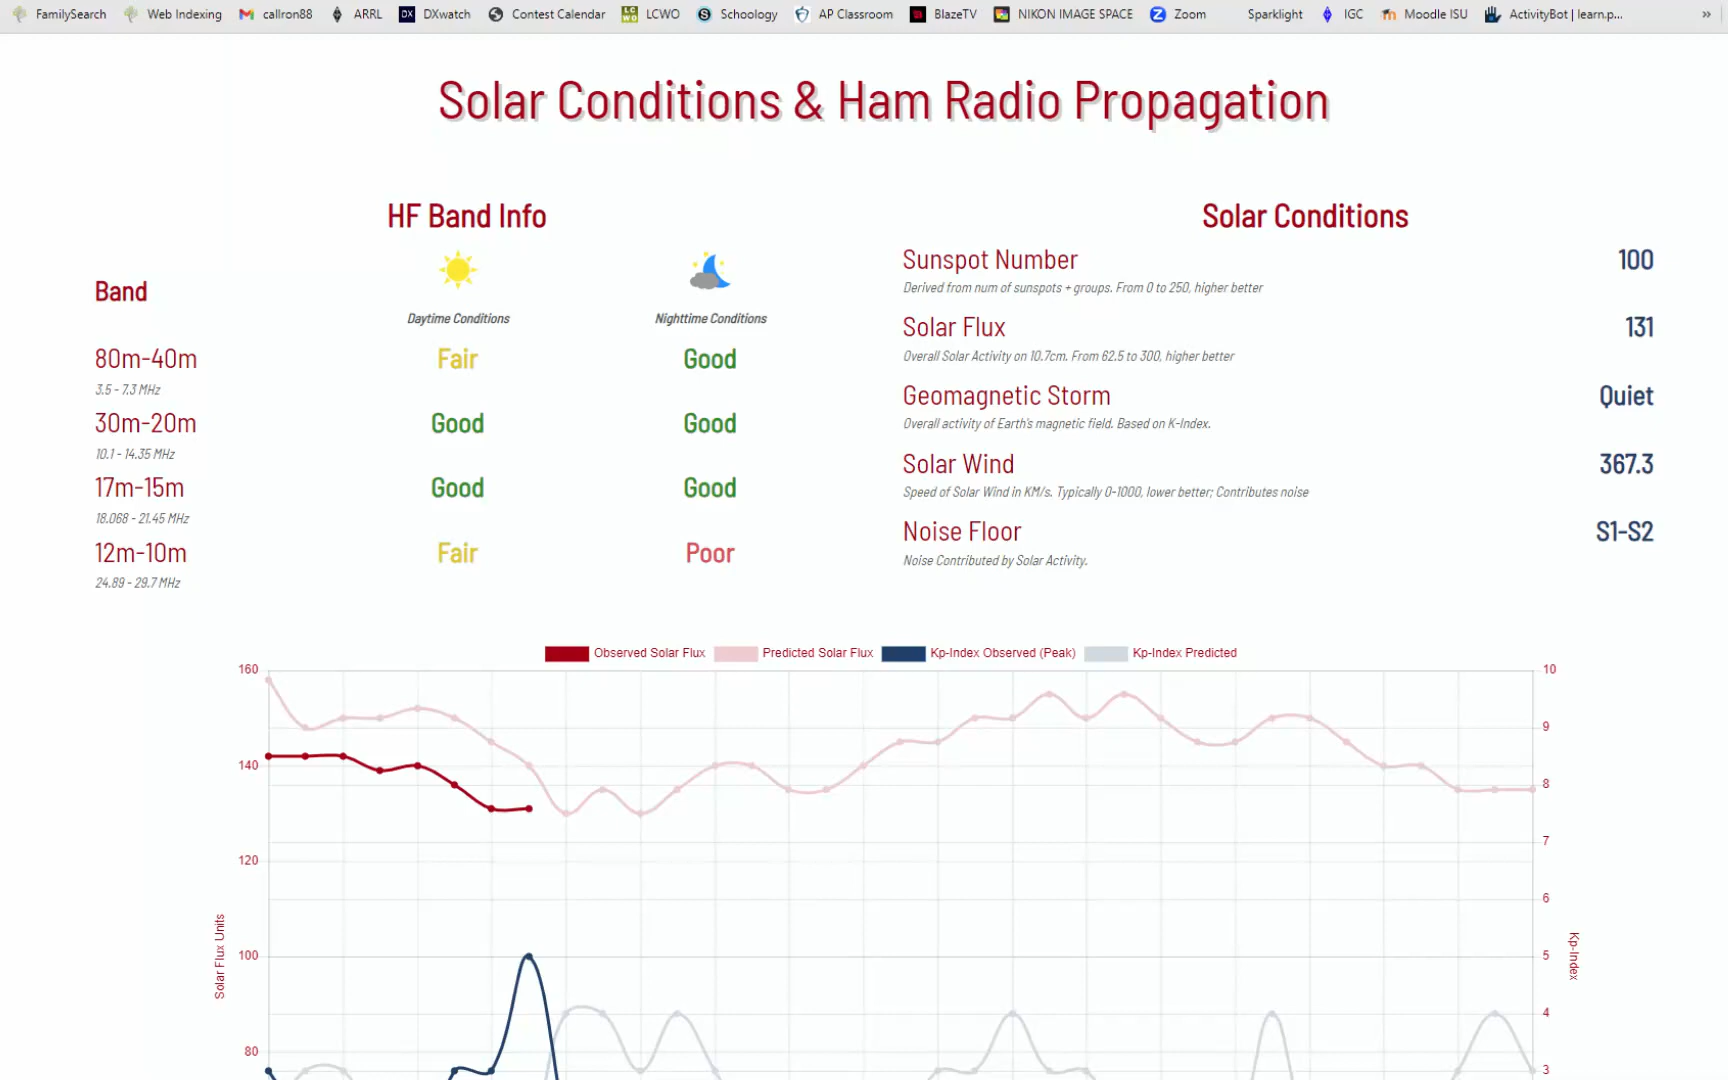 FamilySearch Web Indexing callron88 ARRL DX DXwatch Contest Calendar LCWO LCWO Schoology AP Classroom BlazeTV NIKON IMAGE SPACE Zoom Sparklight IGC Moodle ISU ActivityBot | learn.p... »
Solar Conditions & Ham Radio Propagation
HF Band Info
Band
Daytime Conditions Nighttime Conditions
80m-40m Fair Good
3.5 - 7.3 MHz
30m-20m Good Good
10.1 - 14.35 MHz
17m-15m Good Good
18.068 - 21.45 MHz
12m-10m Fair Poor
24.89 - 29.7 MHz
Solar Conditions
Sunspot Number 100
Derived from num of sunspots + groups. From 0 to 250, higher better
Solar Flux 131
Overall Solar Activity on 10.7cm. From 62.5 to 300, higher better
Geomagnetic Storm Quiet
Overall activity of Earth's magnetic field. Based on K-Index.
Solar Wind 367.3
Speed of Solar Wind in KM/s. Typically 0-1000, lower better; Contributes noise
Noise Floor S1-S2
Noise Contributed by Solar Activity.
Observed Solar Flux Predicted Solar Flux Kp-Index Observed (Peak) Kp-Index Predicted
160
140
120
100
80
Solar Flux Units
10
9
8
7
6
5
4
3
Kp-Index